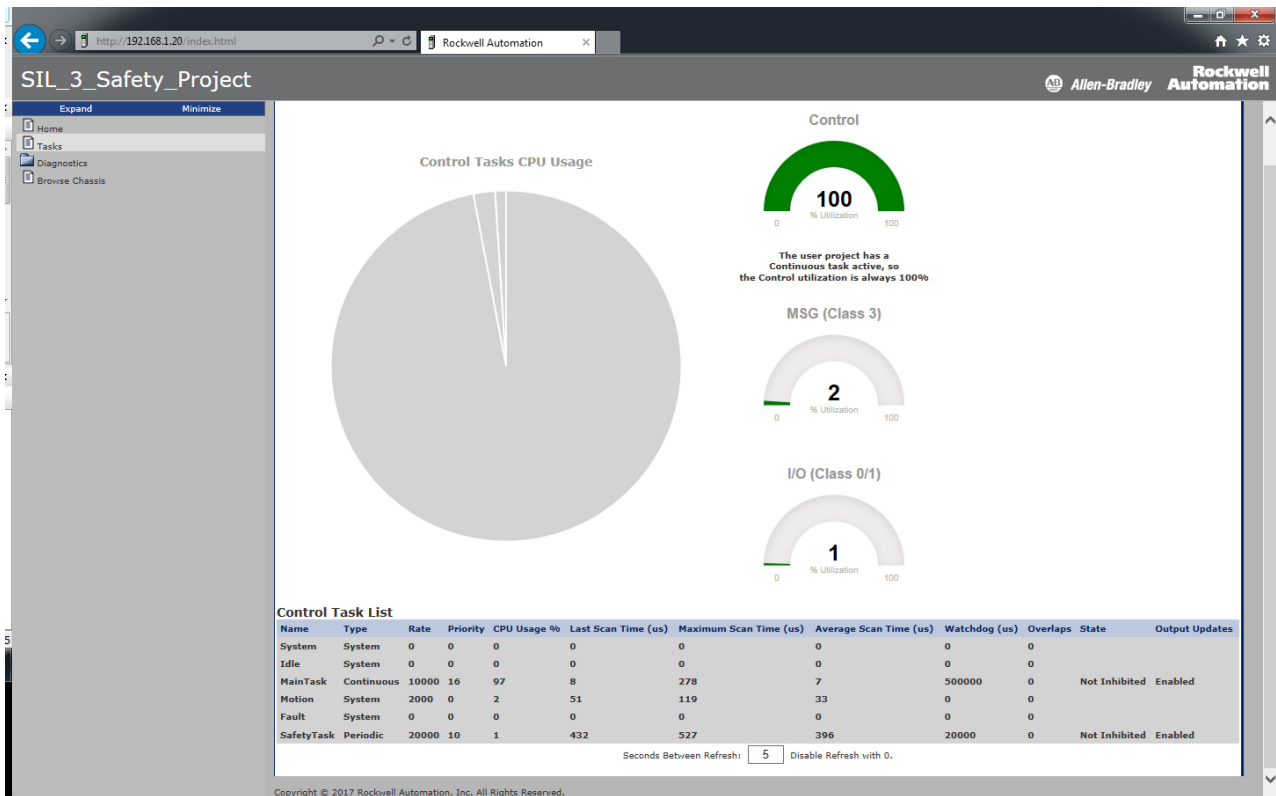 http://192.168.1.20/index.html
Rockwell Automation
SIL_3_Safety_Project
AB Allen-Bradley
Rockwell
Automation
Expand Minimize
Home
Tasks
Diagnostics
Browse Chassis
Control Tasks CPU Usage
Control
100
% Utilization
0 100
The user project has a
Continuous task active, so
the Control utilization is always 100%
MSG (Class 3)
2
% Utilization
0 100
I/O (Class 0/1)
1
% Utilization
0 100
Control Task List
Name Type Rate Priority CPU Usage % Last Scan Time (us) Maximum Scan Time (us) Average Scan Time (us) Watchdog (us) Overlaps State Output Updates
System System 0 0 0 0 0 0 0 0
Idle System 0 0 0 0 0 0 0 0
MainTask Continuous 10000 16 97 8 278 7 500000 0 Not Inhibited Enabled
Motion System 2000 0 2 51 119 33 0 0
Fault System 0 0 0 0 0 0 0 0
SafetyTask Periodic 20000 10 1 432 527 396 20000 0 Not Inhibited Enabled
Seconds Between Refresh: 5 Disable Refresh with 0.
Copyright © 2017 Rockwell Automation, Inc. All Rights Reserved.